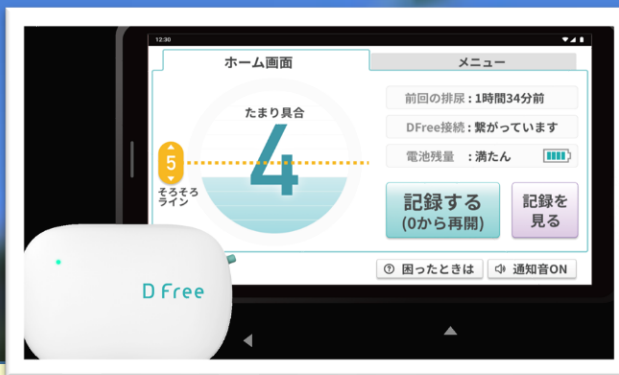 12:30
ホーム画面
メニュー
たまり具合
4
5
そろそろ
ライン
前回の排尿：1時間34分前
DFree接続：繋がっています
電池残量 ：満たん
記録する
(0から再開)
記録を
見る
困ったときは
通知音ON
D Free